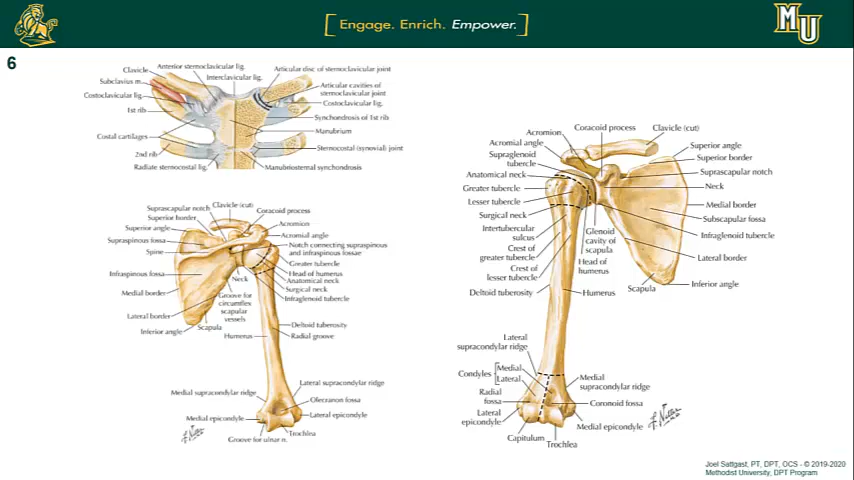 [ Engage. Enrich. Empower. ]
MU
6
Clavicle
Anterior sternoclavicular lig.
Articular disc of sternoclavicular joint
Subclavius m.
Interclavicular lig.
Articular cavities of
sternoclavicular joint
Costoclavicular lig.
Costoclavicular lig.
1st rib
Synchondrosis of 1st rib
Costal cartilages
Manubrium
Sternocostal (synovial) joint
2nd rib
Radiate sternocostal lig.
Manubriosternal synchondrosis
Suprascapular notch
Clavicle (cut)
Coracoid process
Superior border
Acromion
Superior angle
Acromial angle
Supraspinous fossa
Notch connecting supraspinous
and infraspinous fossae
Spine
Greater tubercle
Infraspinous fossa
Head of humerus
Neck
Anatomical neck
Surgical neck
Medial border
Groove for
circumflex
scapular
vessels
Infraglenoid tubercle
Lateral border
Inferior angle
Scapula
Deltoid tuberosity
Humerus
Radial groove
Medial supracondylar ridge
Lateral supracondylar ridge
Olecranon fossa
Medial epicondyle
Lateral epicondyle
Trochlea
Groove for ulnar n.
F. Netter
Acromion
Coracoid process
Clavicle (cut)
Acromial angle
Superior angle
Supraglenoid
tubercle
Superior border
Anatomical neck
Suprascapular notch
Greater tubercle
Neck
Lesser tubercle
Medial border
Surgical neck
Subscapular fossa
Intertubercular
sulcus
Glenoid
cavity of
scapula
Infraglenoid tubercle
Crest of
greater tubercle
Lateral border
Crest of
lesser tubercle
Head of
humerus
Deltoid tuberosity
Humerus
Scapula
Inferior angle
Lateral
supracondylar ridge
Condyles
Medial
Lateral
Medial
supracondylar ridge
Radial
fossa
Coronoid fossa
Lateral
epicondyle
Medial epicondyle
Capitulum
Trochlea
F. Netter
Joel Sattgast, PT, DPT, OCS - © 2019-2020
Methodist University, DPT Program